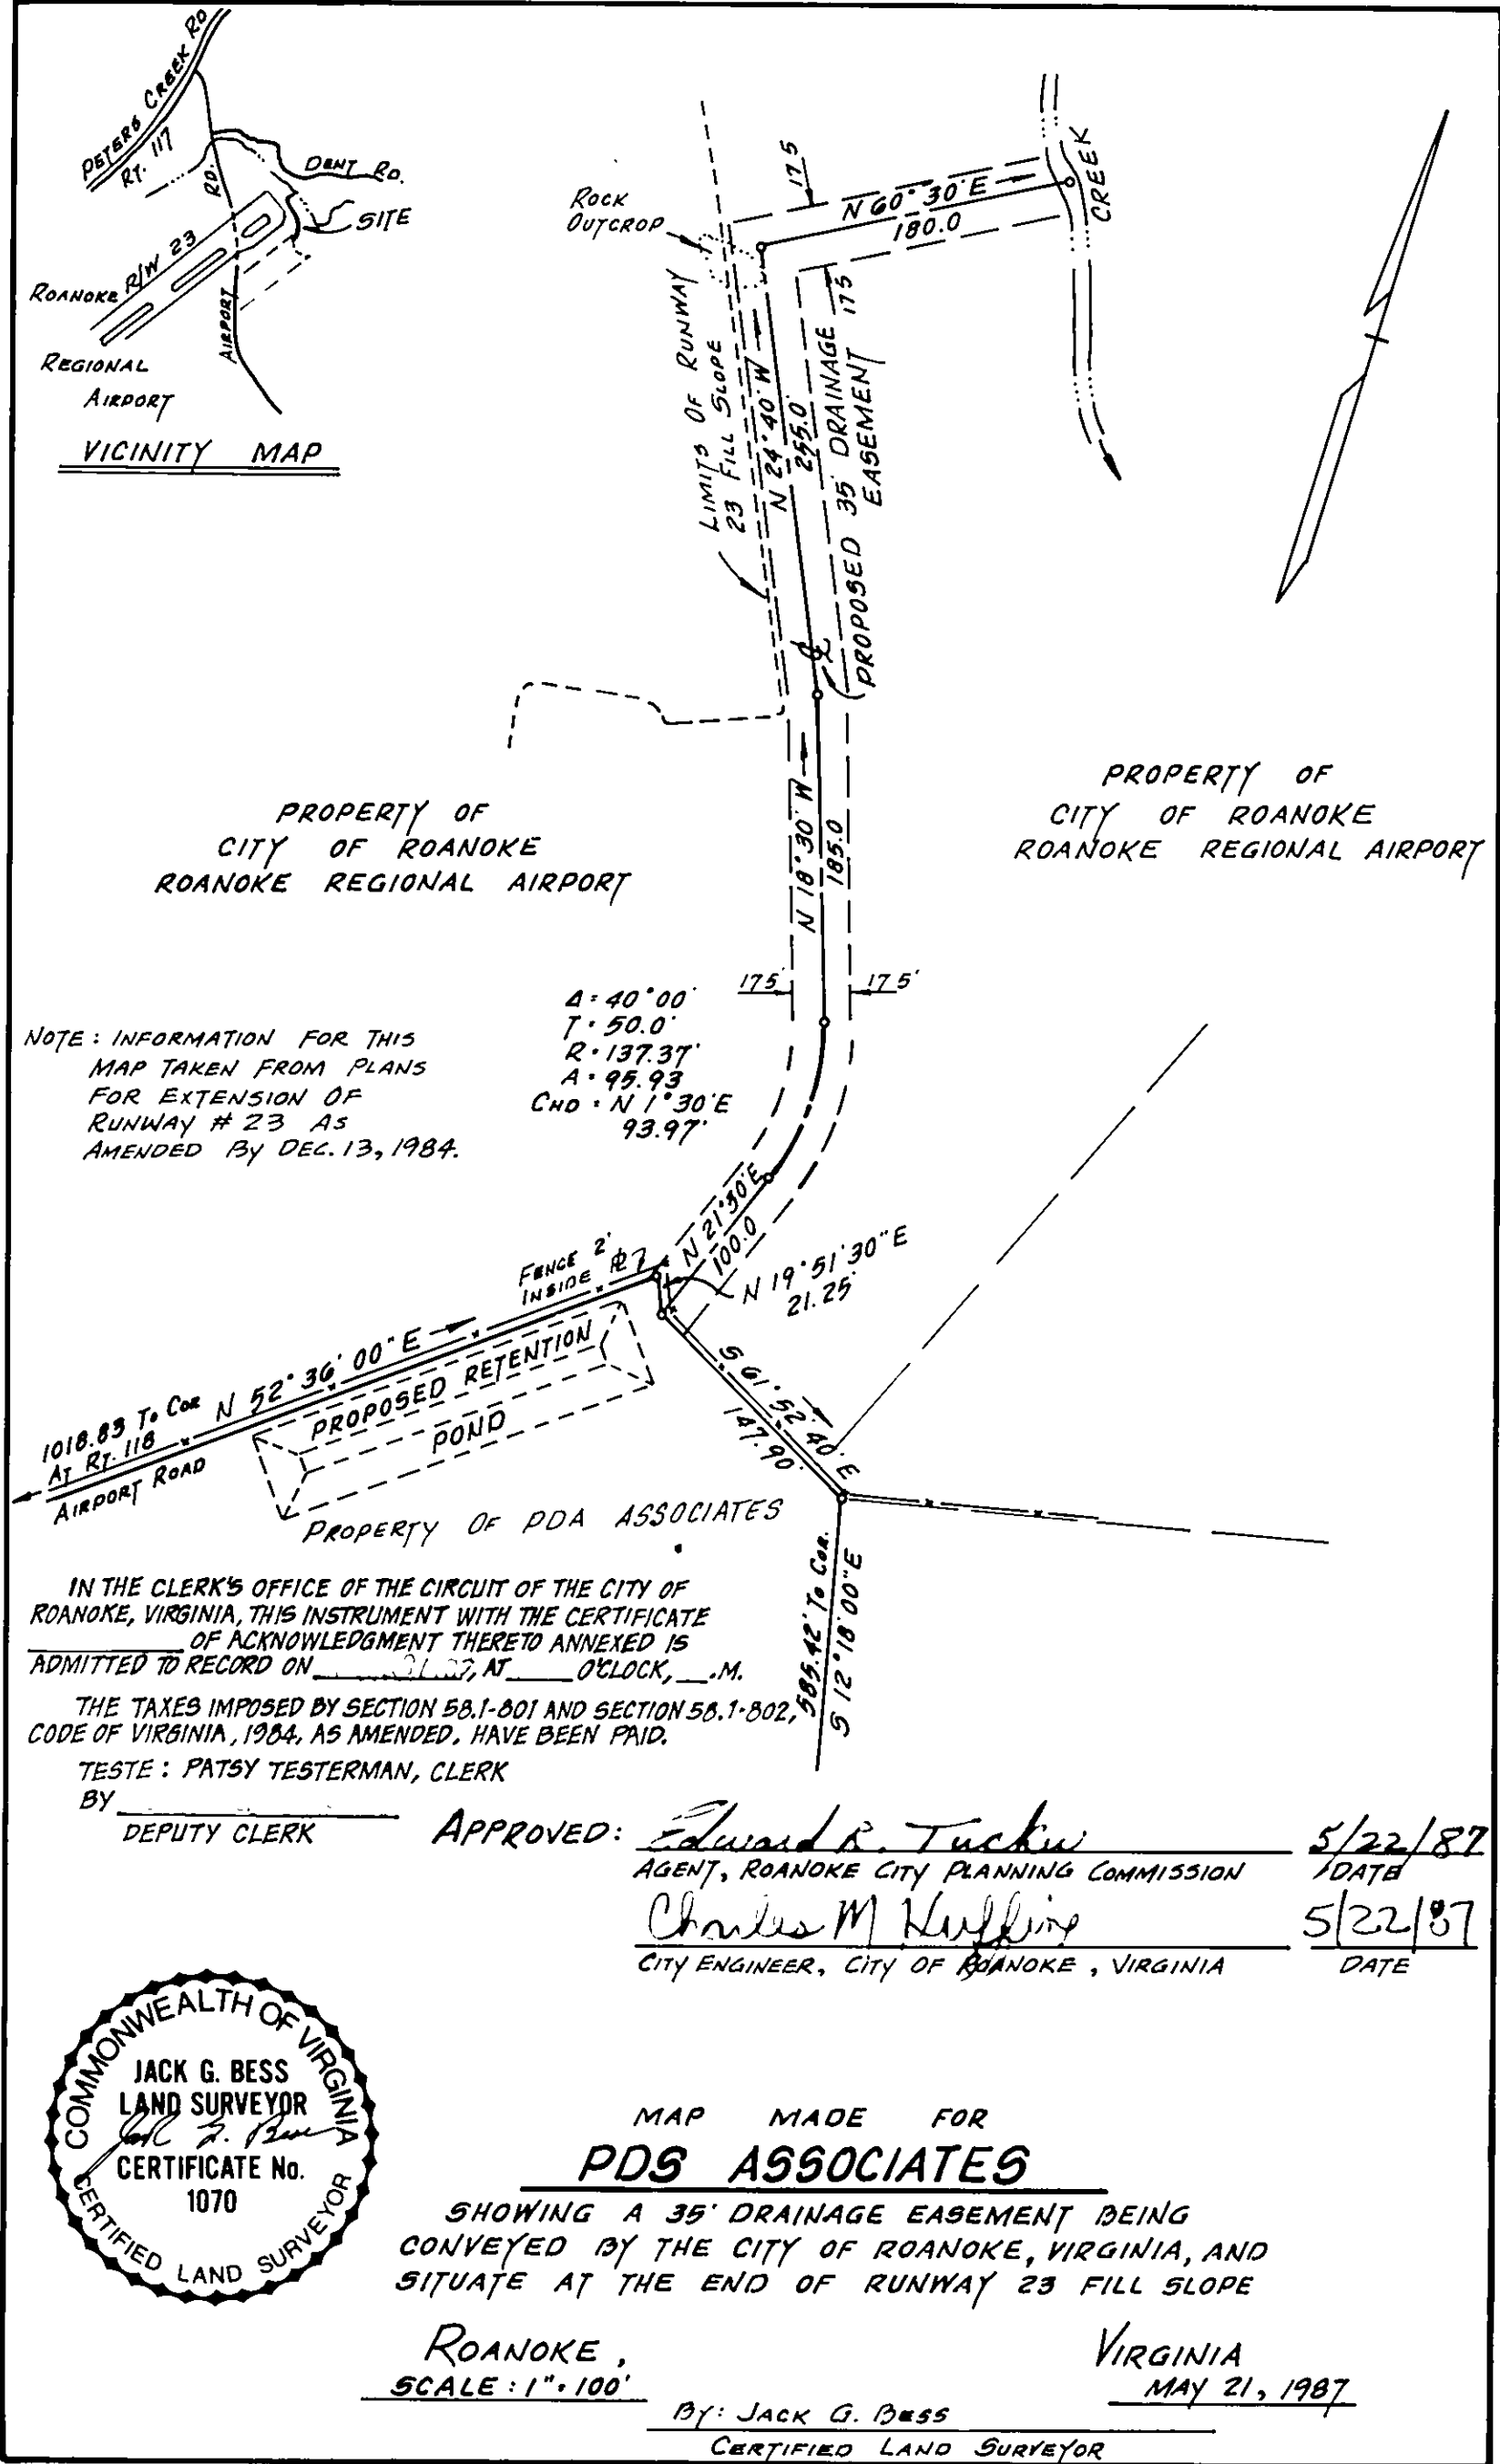 PETERS CREEK RD
RT. 117
RD.
DENT RD.
SITE
ROANOKE R/W 23
REGIONAL
AIRPORT
AIRPORT
VICINITY MAP
ROCK
OUTCROP
175
N 60° 30' E
180.0
CREEK
LIMITS OF RUNWAY
23 FILL SLOPE
N 24° 40' W
255.0'
PROPOSED 35' DRAINAGE
EASEMENT
175
PROPERTY OF
CITY OF ROANOKE
ROANOKE REGIONAL AIRPORT
N 18° 30' W
185.0
PROPERTY OF
CITY OF ROANOKE
ROANOKE REGIONAL AIRPORT
175'
175'
Δ = 40°00'
T = 50.0'
R = 137.37'
A = 95.93
CHD = N 1°30'E
93.97'
NOTE: INFORMATION FOR THIS
MAP TAKEN FROM PLANS
FOR EXTENSION OF
RUNWAY # 23 AS
AMENDED BY DEC. 13, 1984.
N 21°30'E
100.0
N 19°51'30"E
21.25'
FENCE 2'
INSIDE ⅊
1018.83 To COR N 52° 36' 00" E
AT RT. 118
AIRPORT ROAD
PROPOSED RETENTION
POND
S 61° 52' 40" E
147.90'
PROPERTY OF PDA ASSOCIATES
585.42' To COR.
S 12° 18' 00" E
IN THE CLERK'S OFFICE OF THE CIRCUIT OF THE CITY OF
ROANOKE, VIRGINIA, THIS INSTRUMENT WITH THE CERTIFICATE
OF ACKNOWLEDGMENT THERETO ANNEXED IS
ADMITTED TO RECORD ON , AT O'CLOCK, .M.
THE TAXES IMPOSED BY SECTION 58.1-801 AND SECTION 58.1-802,
CODE OF VIRGINIA, 1984, AS AMENDED, HAVE BEEN PAID.
TESTE: PATSY TESTERMAN, CLERK
BY
DEPUTY CLERK
APPROVED: Edward R. Tucker 5/22/87
AGENT, ROANOKE CITY PLANNING COMMISSION DATE
Charles M Huffine 5/22/87
CITY ENGINEER, CITY OF ROANOKE, VIRGINIA DATE
COMMONWEALTH OF VIRGINIA
JACK G. BESS
LAND SURVEYOR
Jack G. Bess
CERTIFICATE No.
1070
CERTIFIED LAND SURVEYOR
MAP MADE FOR
PDS ASSOCIATES
SHOWING A 35' DRAINAGE EASEMENT BEING
CONVEYED BY THE CITY OF ROANOKE, VIRGINIA, AND
SITUATE AT THE END OF RUNWAY 23 FILL SLOPE
ROANOKE, VIRGINIA
SCALE: 1" = 100' MAY 21, 1987
BY: JACK G. BESS
CERTIFIED LAND SURVEYOR